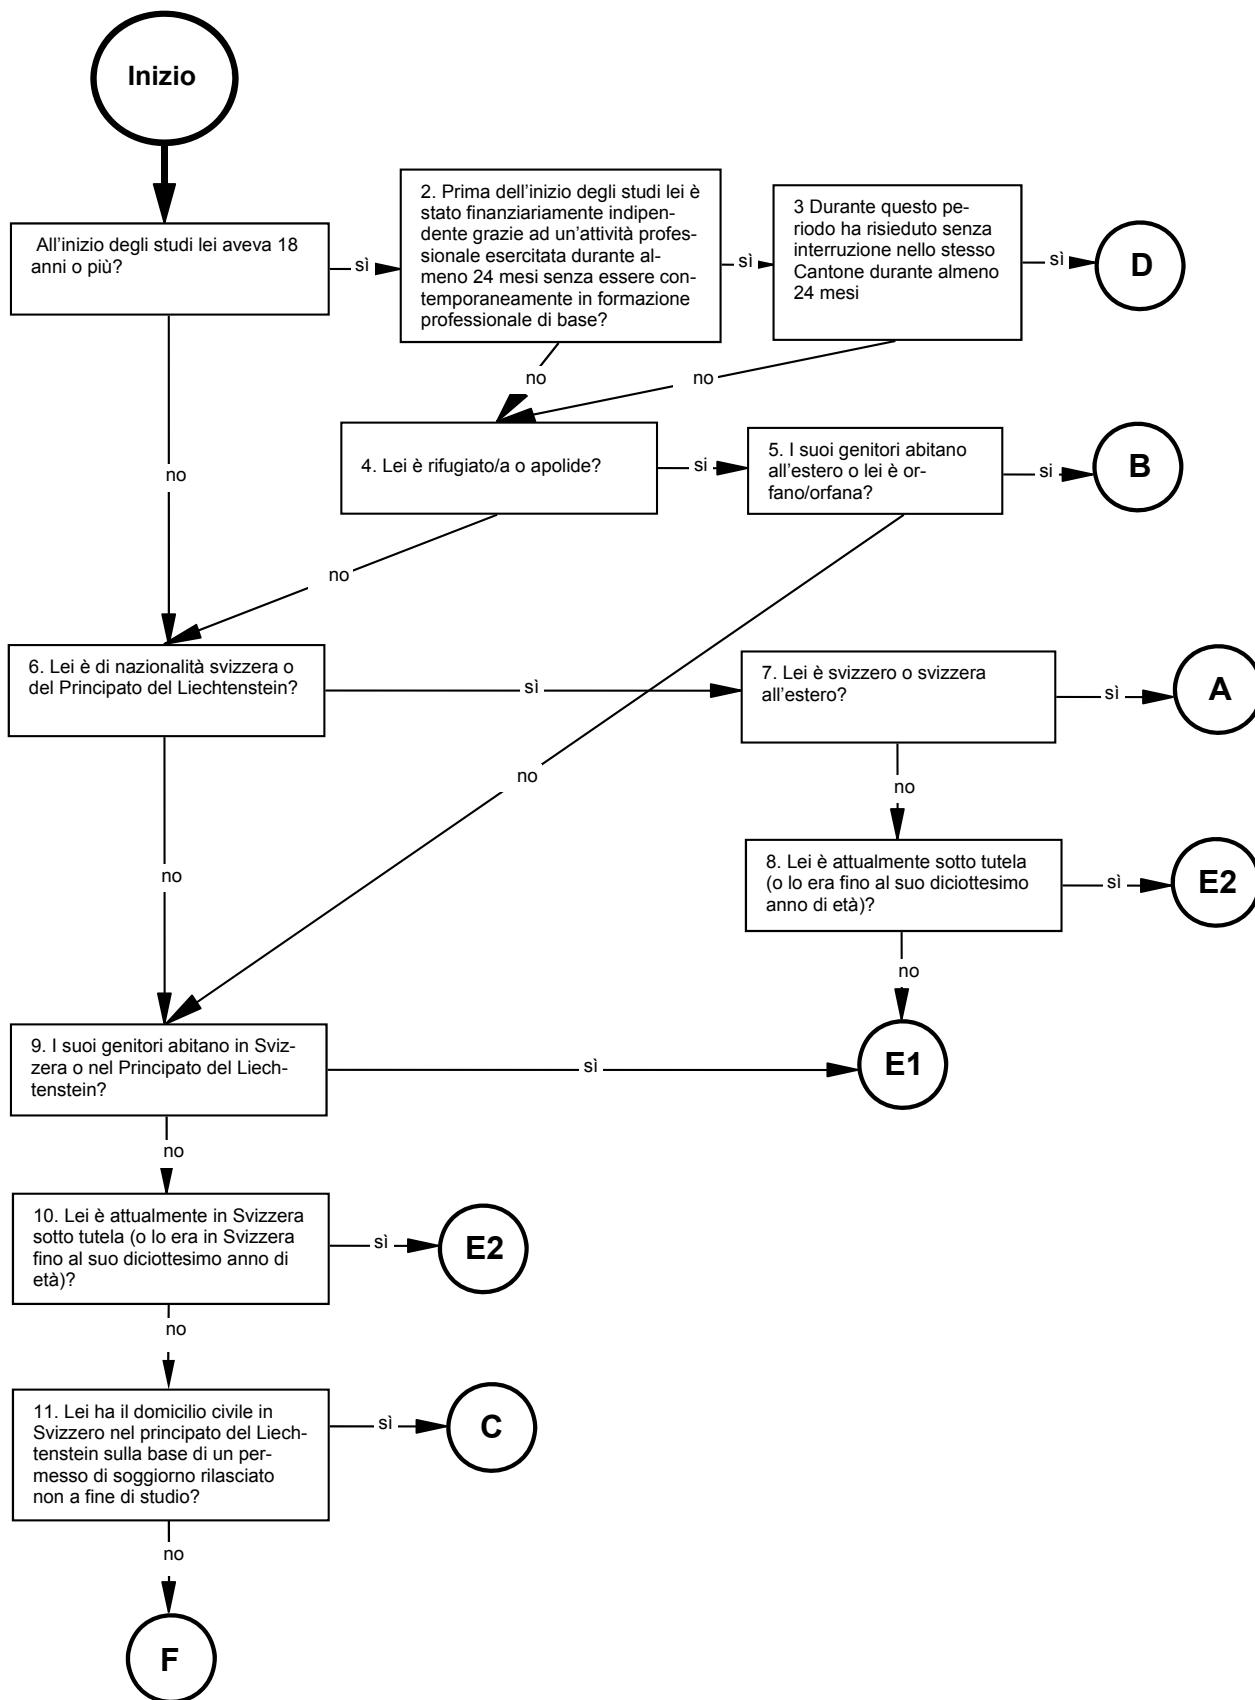 Inizio
All'inizio degli studi lei aveva 18
anni o più?
sì
2. Prima dell'inizio degli studi lei è
stato finanziariamente indipen-
dente grazie ad un'attività profes-
sionale esercitata durante al-
meno 24 mesi senza essere con-
temporaneamente in formazione
professionale di base?
sì
3 Durante questo pe-
riodo ha risieduto senza
interruzione nello stesso
Cantone durante almeno
24 mesi
sì
D
no
no
no
4. Lei è rifugiato/a o apolide?
si
5. I suoi genitori abitano
all'estero o lei è or-
fano/orfana?
si
B
no
6. Lei è di nazionalità svizzera o
del Principato del Liechtenstein?
sì
7. Lei è svizzero o svizzera
all'estero?
sì
A
no
no
no
8. Lei è attualmente sotto tutela
(o lo era fino al suo diciottesimo
anno di età)?
sì
E2
no
9. I suoi genitori abitano in Sviz-
zera o nel Principato del Liech-
tenstein?
sì
E1
no
10. Lei è attualmente in Svizzera
sotto tutela (o lo era in Svizzera
fino al suo diciottesimo anno di
età)?
sì
E2
no
11. Lei ha il domicilio civile in
Svizzero nel principato del Liech-
tenstein sulla base di un per-
messo di soggiorno rilasciato
non a fine di studio?
sì
C
no
F